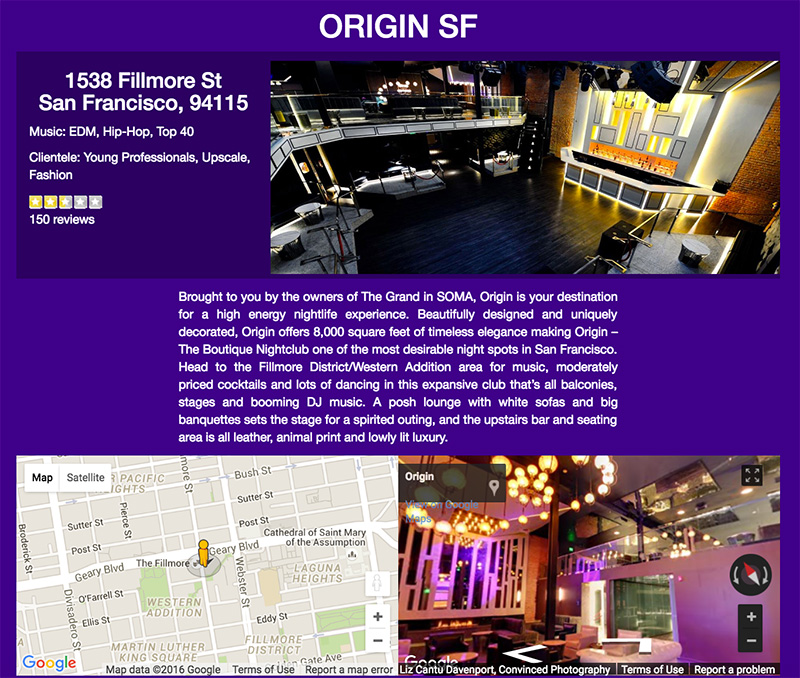 ORIGIN SF
1538 Fillmore St
San Francisco, 94115
Music: EDM, Hip-Hop, Top 40
Clientele: Young Professionals, Upscale,
Fashion
150 reviews
Brought to you by the owners of The Grand in SOMA, Origin is your destination
for a high energy nightlife experience. Beautifully designed and uniquely
decorated, Origin offers 8,000 square feet of timeless elegance making Origin –
The Boutique Nightclub one of the most desirable night spots in San Francisco.
Head to the Fillmore District/Western Addition area for music, moderately
priced cocktails and lots of dancing in this expansive club that's all balconies,
stages and booming DJ music. A posh lounge with white sofas and big
banquettes sets the stage for a spirited outing, and the upstairs bar and seating
area is all leather, animal print and lowly lit luxury.
Map
Satellite
PACIFIC
IGHTS
Fillmore St
Bush St
Sutter St
Pierce St
Post St
Sutter St
Post St
Broderick St
Cathedral of Saint Mary
of the Assumption
Geary Blvd
The Fillmore
Geary Blvd
Webster St
LAGUNA
HEIGHTS
O'Farrell St
WESTERN
ADDITION
Divisadero St
Ellis St
Eddy St
MARTIN LUTHER
KING SQUARE
FILLMORE
DISTRICT
Gate Ave
Google
Map data ©2016 Google
Terms of Use
Report a map error
Origin
View on Google
Maps
+
−
+
−
Google
Liz Cantu Davenport, Convinced Photography
Terms of Use
Report a problem